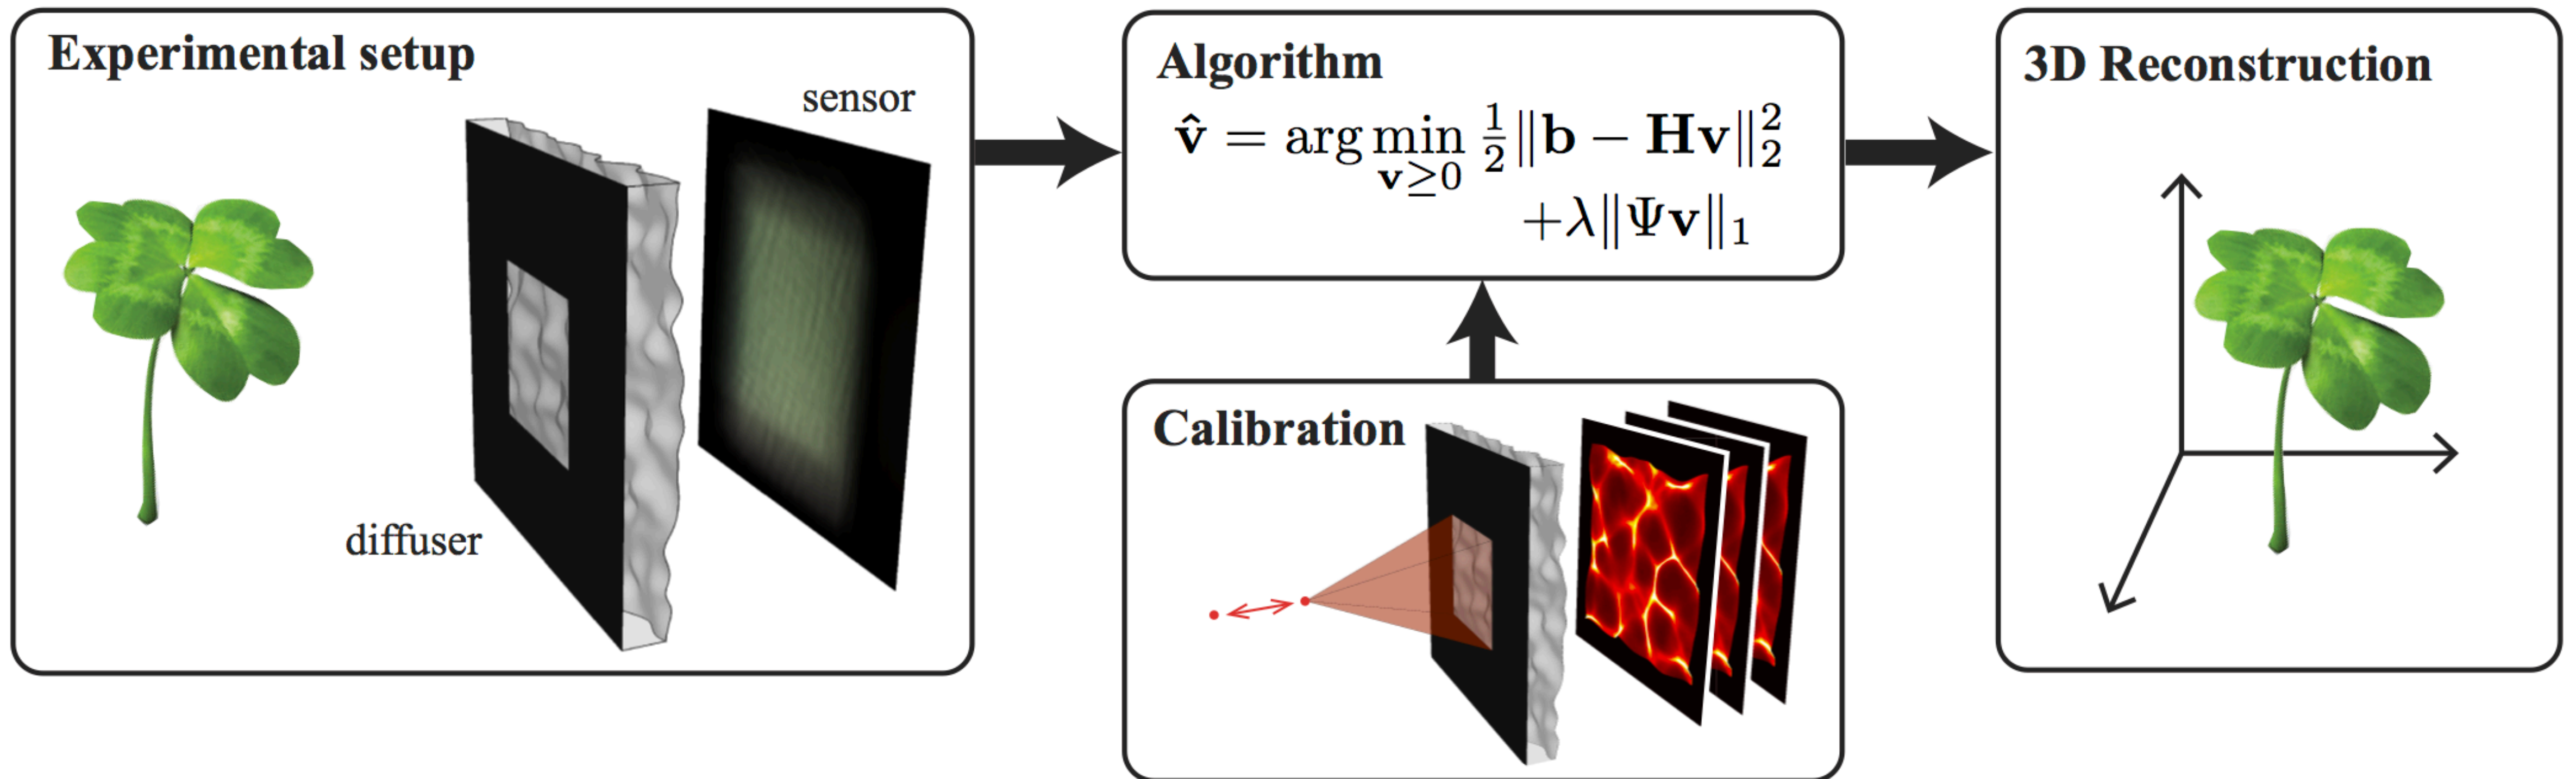 Experimental setup
sensor
diffuser
Algorithm
v̂ = arg min_{v≥0} ½‖b − Hv‖₂²
+λ‖Ψv‖₁
Calibration
3D Reconstruction